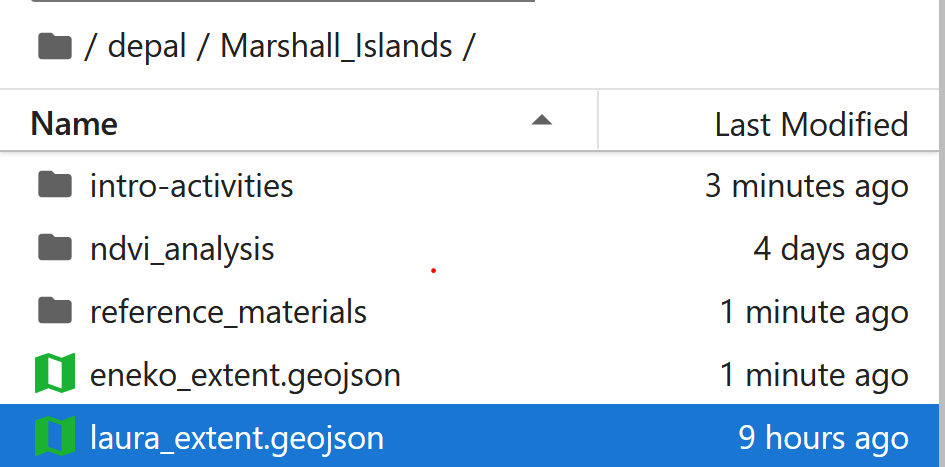 / depal / Marshall_Islands /
Name Last Modified
intro-activities 3 minutes ago
ndvi_analysis 4 days ago
reference_materials 1 minute ago
eneko_extent.geojson 1 minute ago
laura_extent.geojson 9 hours ago